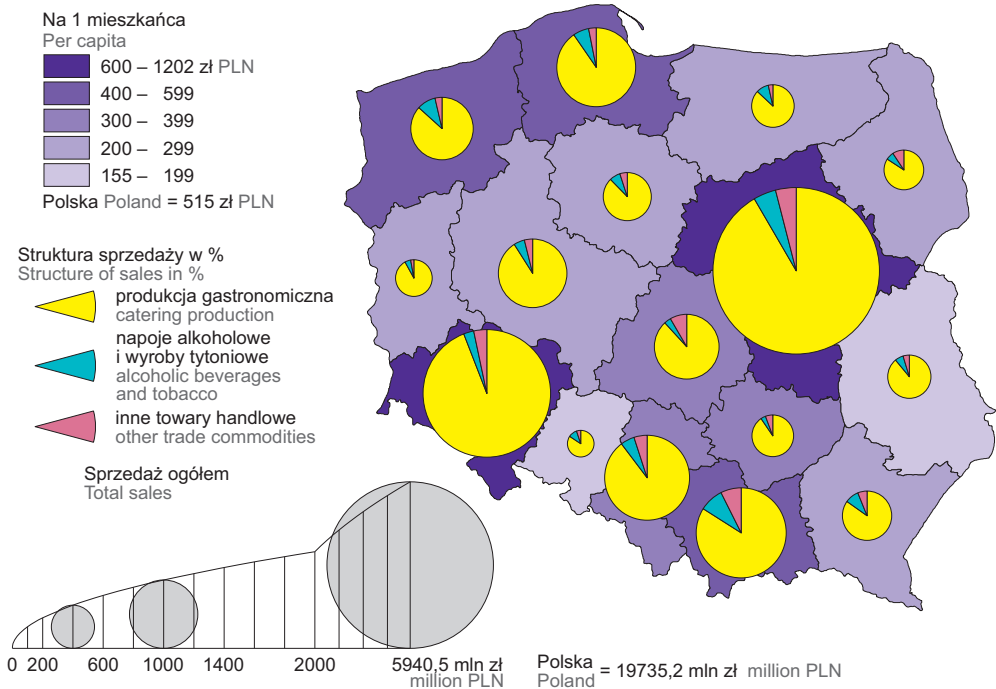 Na 1 mieszkańca
Per capita
600 – 1202 zł PLN
400 – 599
300 – 399
200 – 299
155 – 199
Polska Poland = 515 zł PLN
Struktura sprzedaży w %
Structure of sales in %
produkcja gastronomiczna
catering production
napoje alkoholowe
i wyroby tytoniowe
alcoholic beverages
and tobacco
inne towary handlowe
other trade commodities
Sprzedaż ogółem
Total sales
0 200 600 1000 1400 2000 5940,5 mln zł
million PLN
Polska
Poland = 19735,2 mln zł million PLN